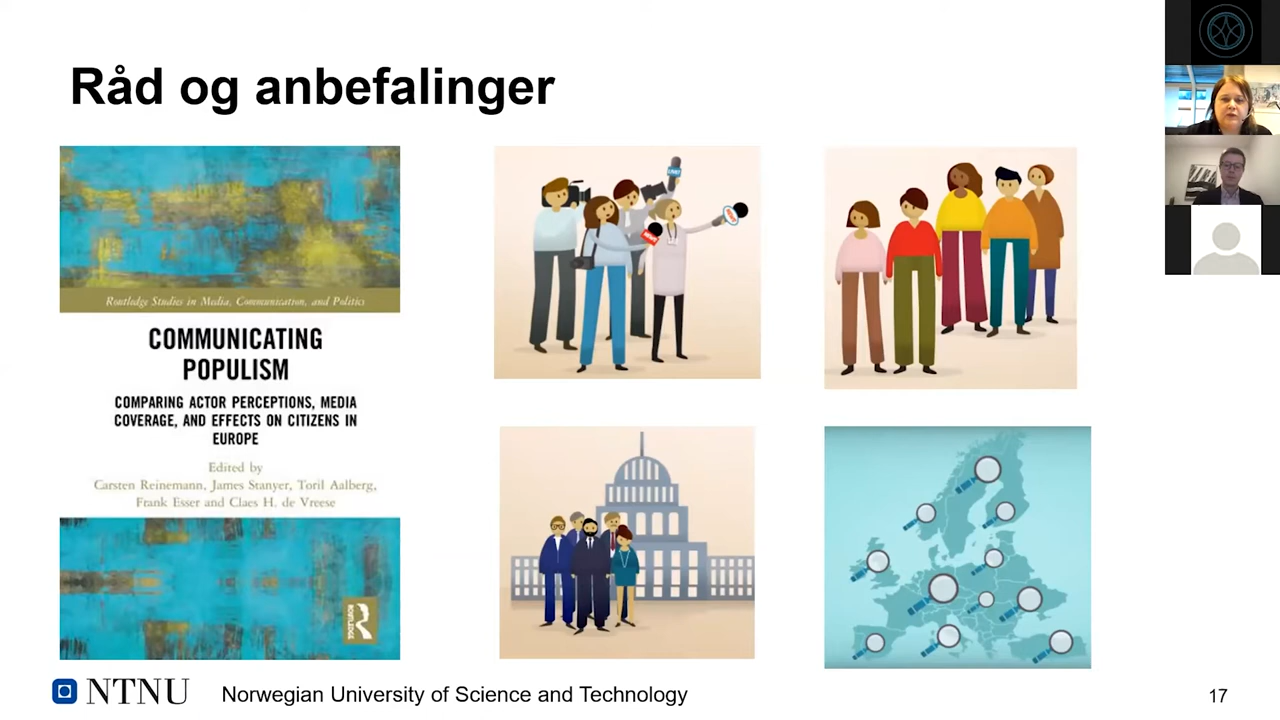 Råd og anbefalinger
Routledge Studies in Media, Communication, and Politics
COMMUNICATING
POPULISM
COMPARING ACTOR PERCEPTIONS, MEDIA
COVERAGE, AND EFFECTS ON CITIZENS IN
EUROPE
Edited by
Carsten Reinemann, James Stanyer, Toril Aalberg,
Frank Esser and Claes H. de Vreese
ROUTLEDGE
NTNU
Norwegian University of Science and Technology
17